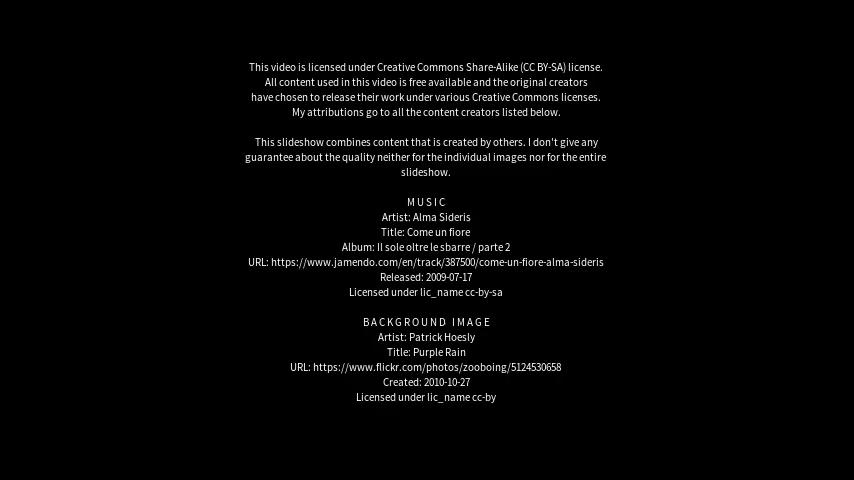 This video is licensed under Creative Commons Share-Alike (CC BY-SA) license.
All content used in this video is free available and the original creators
have chosen to release their work under various Creative Commons licenses.
My attributions go to all the content creators listed below.
This slideshow combines content that is created by others. I don't give any
guarantee about the quality neither for the individual images nor for the entire
slideshow.
MUSIC
Artist: Alma Sideris
Title: Come un fiore
Album: Il sole oltre le sbarre / parte 2
URL: https://www.jamendo.com/en/track/387500/come-un-fiore-alma-sideris
Released: 2009-07-17
Licensed under lic_name cc-by-sa
BACKGROUND IMAGE
Artist: Patrick Hoesly
Title: Purple Rain
URL: https://www.flickr.com/photos/zooboing/5124530658
Created: 2010-10-27
Licensed under lic_name cc-by